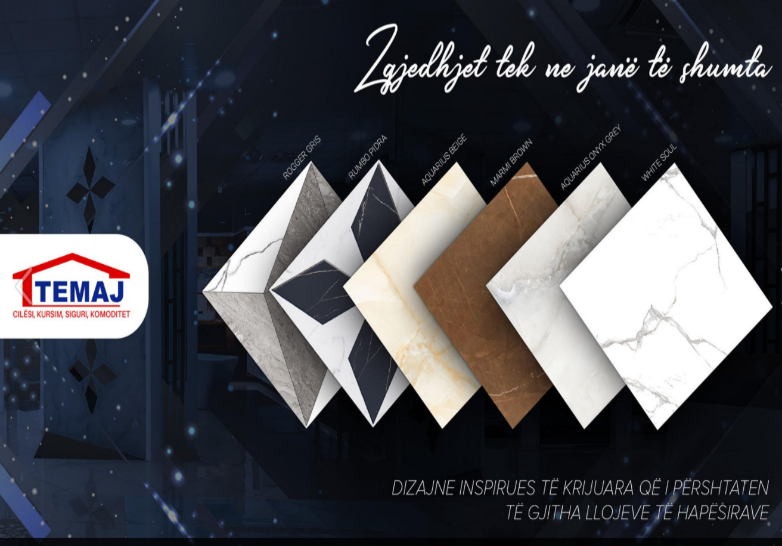 Zgjedhjet tek ne janë të shumta
ROGGER GRIS
RUMBO PIDRA
AQUARIUS BEIGE
MARMI BROWN
AQUARIUS ONYX GREY
WHITE SOUL
TEMAJ
CILËSI, KURSIM, SIGURI, KOMODITET
DIZAJNE INSPIRUES TË KRIJUARA QË I PËRSHTATEN
TË GJITHA LLOJEVE TË HAPËSIRAVE